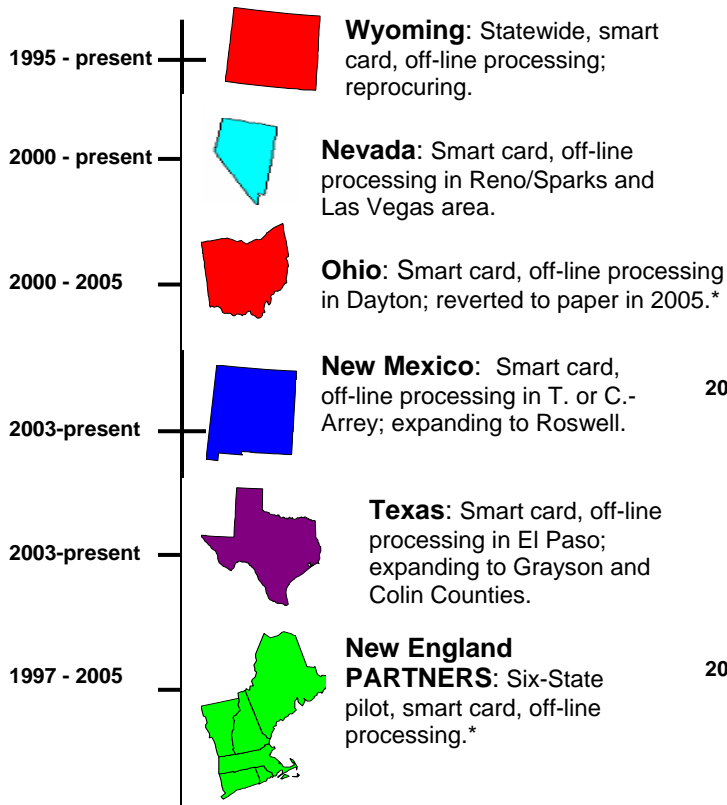 1995 - present
Wyoming: Statewide, smart
card, off-line processing;
reprocuring.
2000 - present
Nevada: Smart card, off-line
processing in Reno/Sparks and
Las Vegas area.
2000 - 2005
Ohio: Smart card, off-line processing
in Dayton; reverted to paper in 2005.*
2003-present
New Mexico: Smart card,
off-line processing in T. or C.-
Arrey; expanding to Roswell.
20
2003-present
Texas: Smart card, off-line
processing in El Paso;
expanding to Grayson and
Colin Counties.
1997 - 2005
New England
PARTNERS: Six-State
pilot, smart card, off-line
processing.*
20